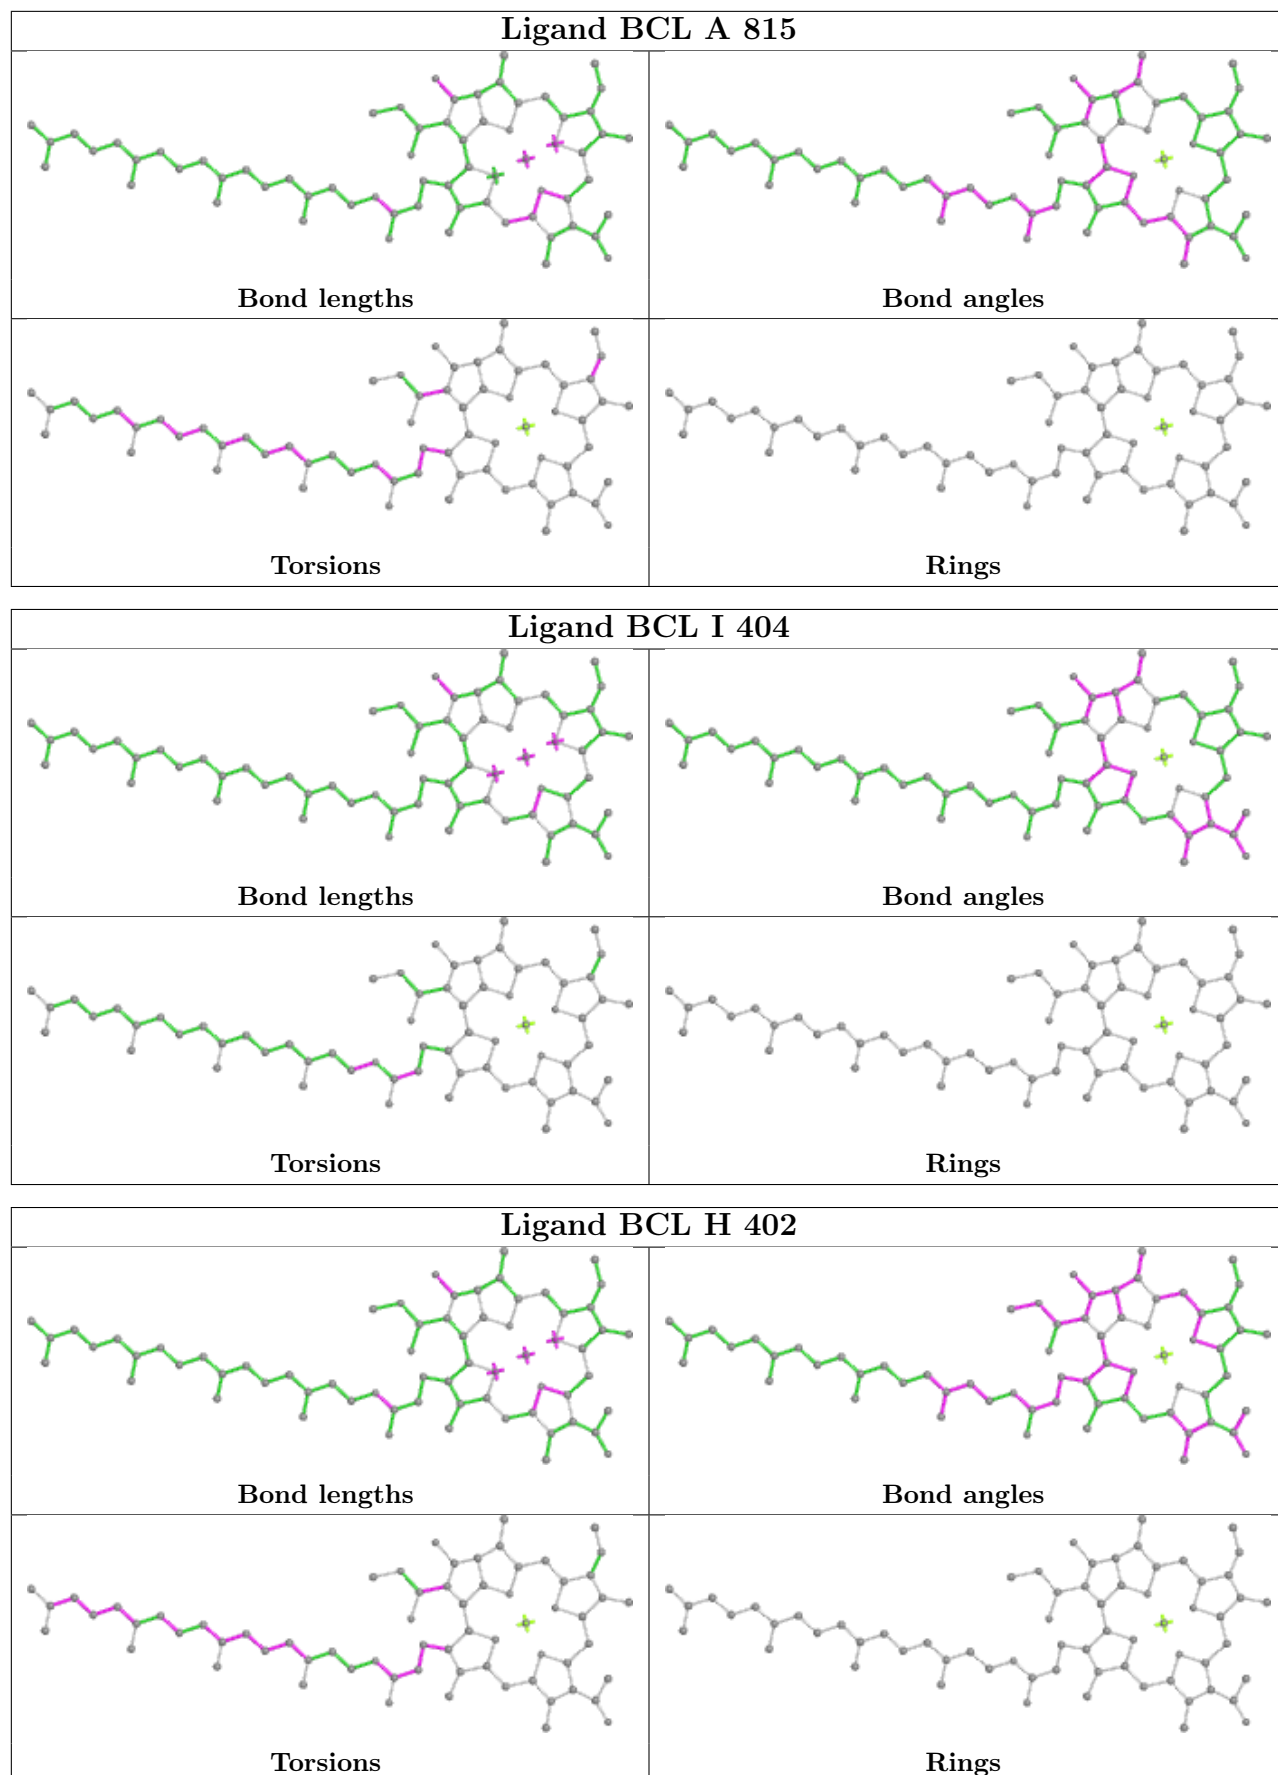 Ligand BCL A 815
Bond lengths
Bond angles
Torsions
Rings
Ligand BCL I 404
Bond lengths
Bond angles
Torsions
Rings
Ligand BCL H 402
Bond lengths
Bond angles
Torsions
Rings